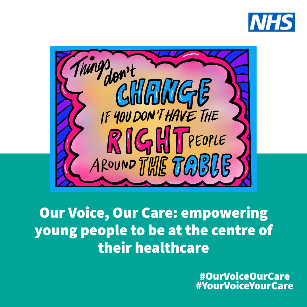 NHS
Things
don't
CHANGE
IF YOU DON'T HAVE THE
RIGHT PEOPLE
AROUND THE TABLE
Our Voice, Our Care: empowering
young people to be at the centre of
their healthcare
#OurVoiceOurCare
#YourVoiceYourCare